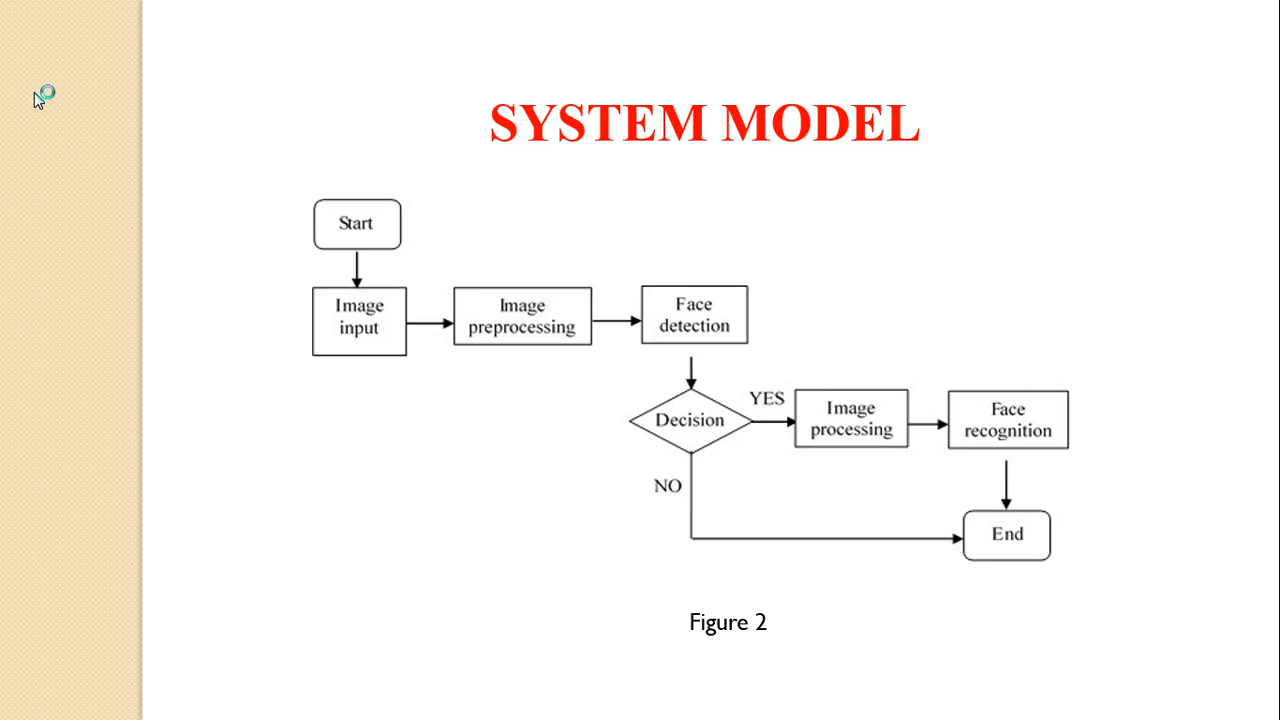 SYSTEM MODEL
Start
Image
input
Image
preprocessing
Face
detection
Decision
YES
Image
processing
Face
recognition
NO
End
Figure 2